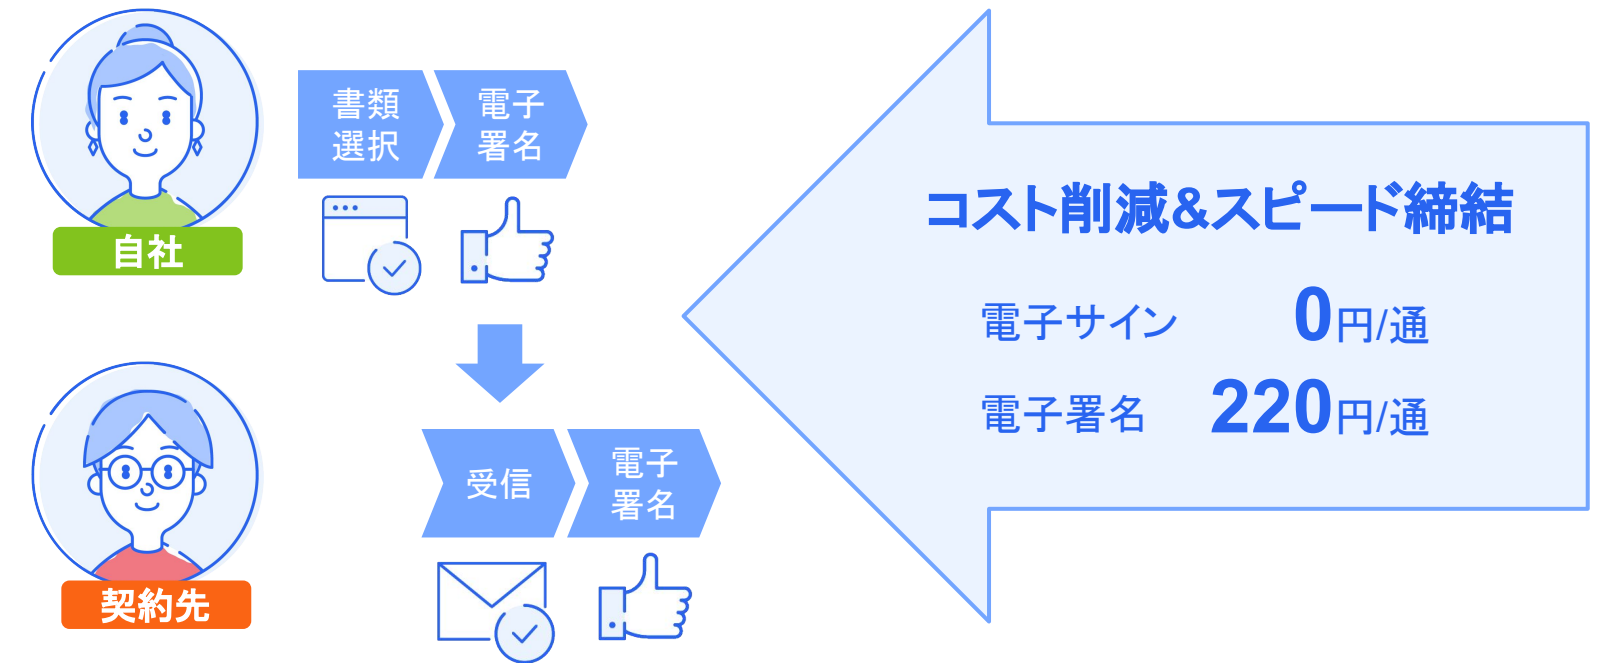 書類
選択
電子
署名
自社
受信
電子
署名
契約先
コスト削減&スピード締結
電子サイン 0円/通
電子署名 220円/通